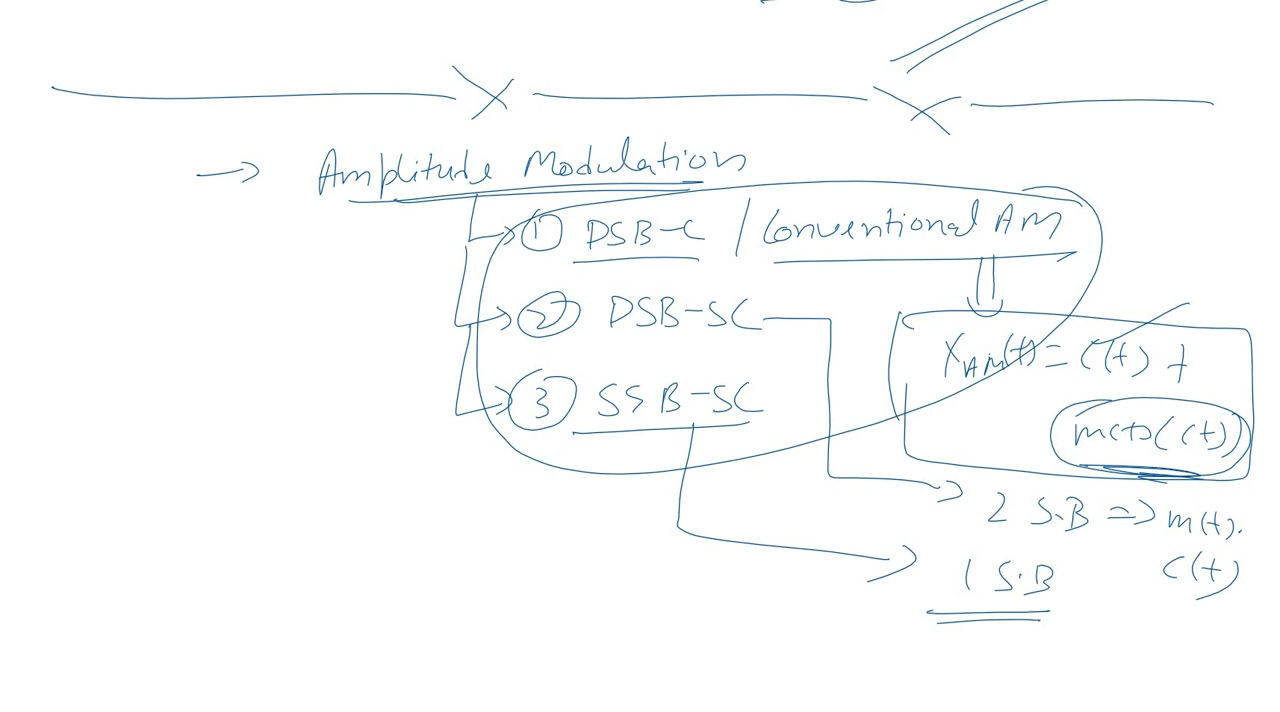 → Amplitude Modulation
→ ① DSB-C / Conventional AM
→ ② DSB-SC
X_AM(t) = c(t) +
m(t) c(t)
→ ③ SSB-SC
2 S.B ⇒ m(t).
c(t)
1 S.B